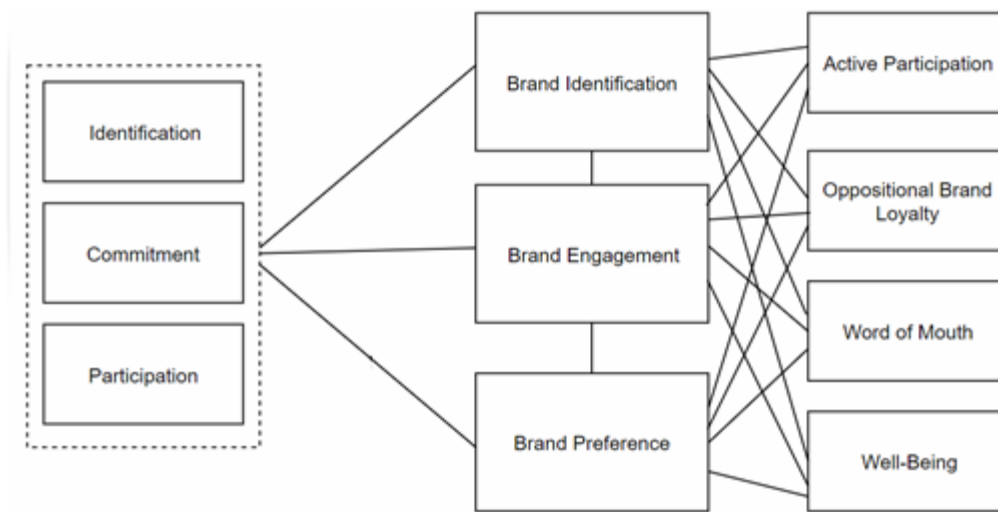 Identification
Commitment
Participation
Brand Identification
Brand Engagement
Brand Preference
Active Participation
Oppositional Brand
Loyalty
Word of Mouth
Well-Being